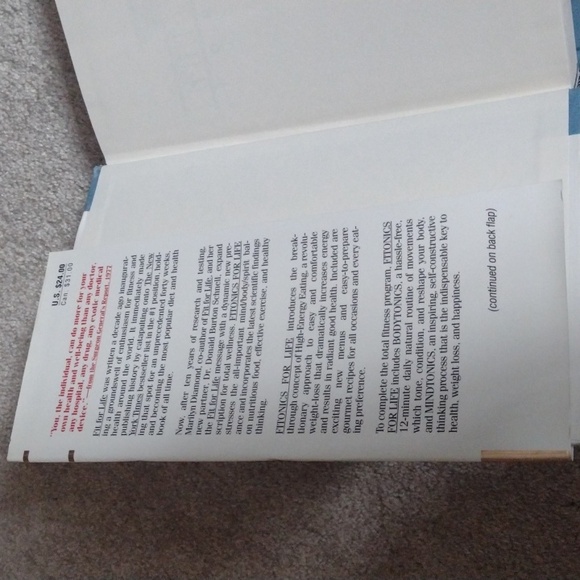 U.S. $24.00
Can $31.00
"You, the individual, can do more for your
own health and well-being than any doctor,
any hospital, any drug, any exotic medical
device." —from the Surgeon General's Report, 1973
Fit for Life was written a decade ago inaugurat-
ing a groundswell of enthusiasm for fitness and
health around the world. It immediately made
publishing history by catapulting onto The New
York Times bestseller list in the #1 position, hold-
ing that spot for an unprecedented forty weeks,
and becoming the most popular diet and health
book of all time.
Now, after ten years of research and testing,
Marilyn Diamond, co-author of Fit for Life, and her
new partner, Dr. Donald Burton Schnell, expand
the Fit for Life message with a dynamic new pre-
scription for total wellness. FITONICS FOR LIFE
stresses the all-important mind/body/spirit bal-
ance and incorporates the latest scientific findings
on nutritious food, effective exercise, and healthy
thinking.
FITONICS FOR LIFE introduces the break-
through concept of High-Energy Eating, a revolu-
tionary approach to easy and comfortable
weight-loss that dramatically increases energy
and results in radiant good health. Included are
exciting new menus and easy-to-prepare
gourmet recipes for all occasions and every eat-
ing preference.
To complete the total fitness program, FITONICS
FOR LIFE includes BODYTONICS, a hassle-free,
12-minute, totally natural routine of movements
which tone, condition, and reshape your body,
and MINDTONICS, an inspiring, self-constructive
thinking process that is the indispensable key to
health, weight loss, and happiness.
(continued on back flap)